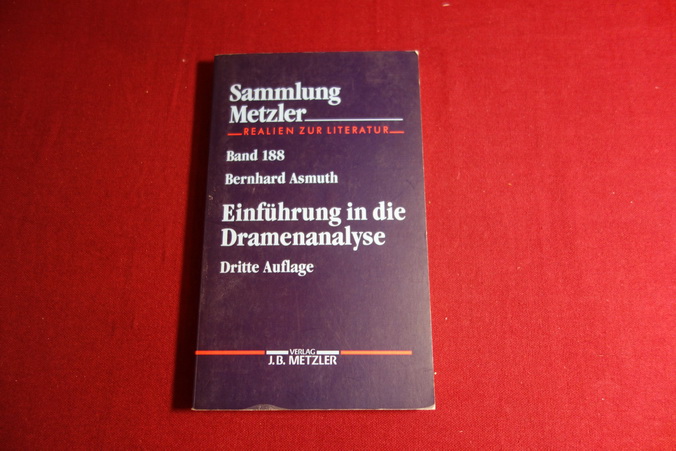 Sammlung
Metzler
REALIEN ZUR LITERATUR
Band 188
Bernhard Asmuth
Einführung in die
Dramenanalyse
Dritte Auflage
VERLAG
J.B. METZLER